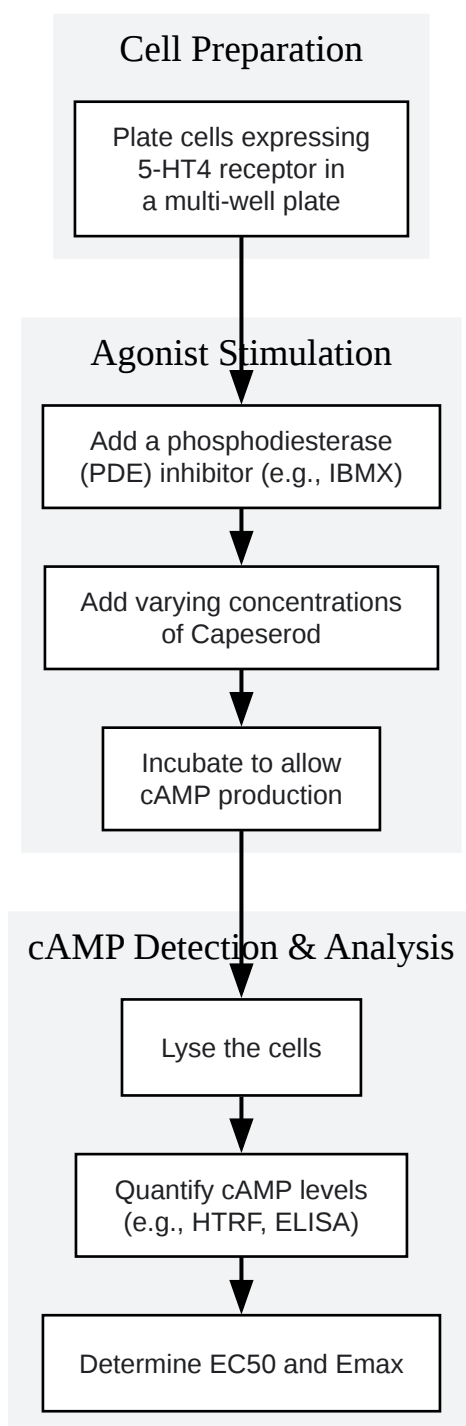 Cell Preparation
Plate cells expressing
5-HT4 receptor in
a multi-well plate
Agonist Stimulation
Add a phosphodiesterase
(PDE) inhibitor (e.g., IBMX)
Add varying concentrations
of Capeserod
Incubate to allow
cAMP production
cAMP Detection & Analysis
Lyse the cells
Quantify cAMP levels
(e.g., HTRF, ELISA)
Determine EC50 and Emax